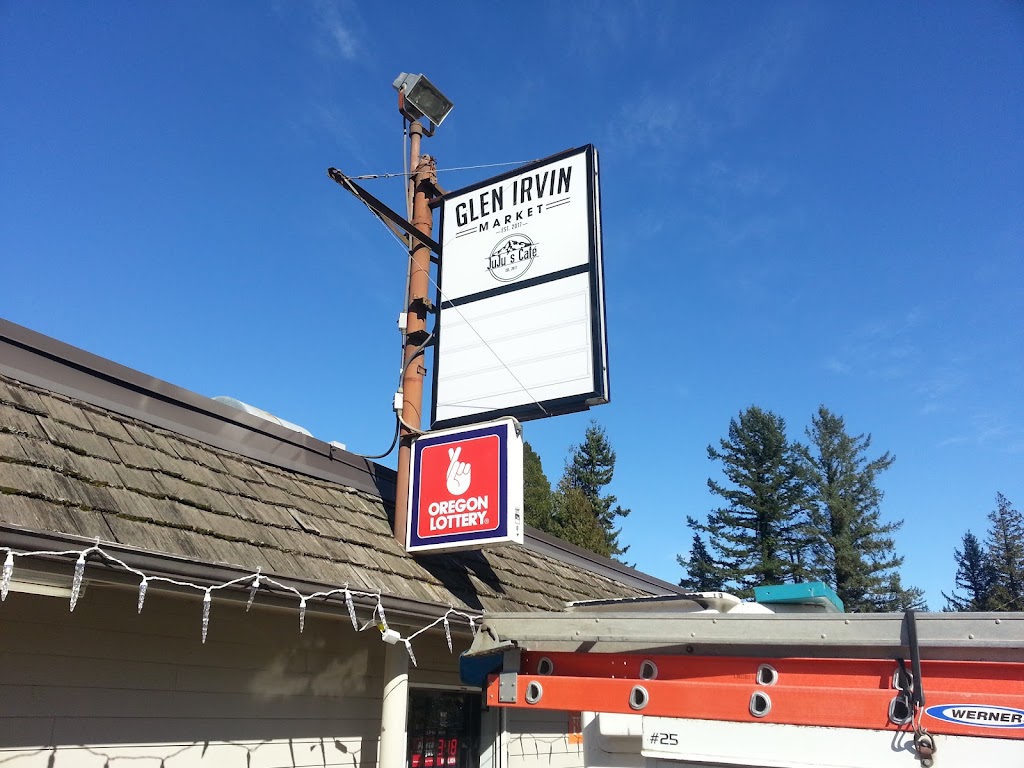 GLEN IRVIN
MARKET
EST. 2017
JuJu's Cafe
OREGON
LOTTERY®
WERNER
#25